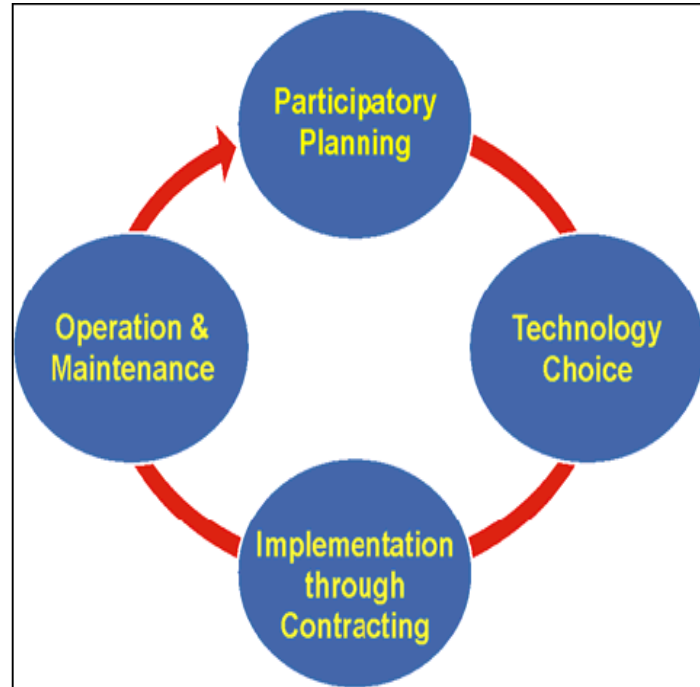 Participatory
Planning
Technology
Choice
Implementation
through
Contracting
Operation &
Maintenance